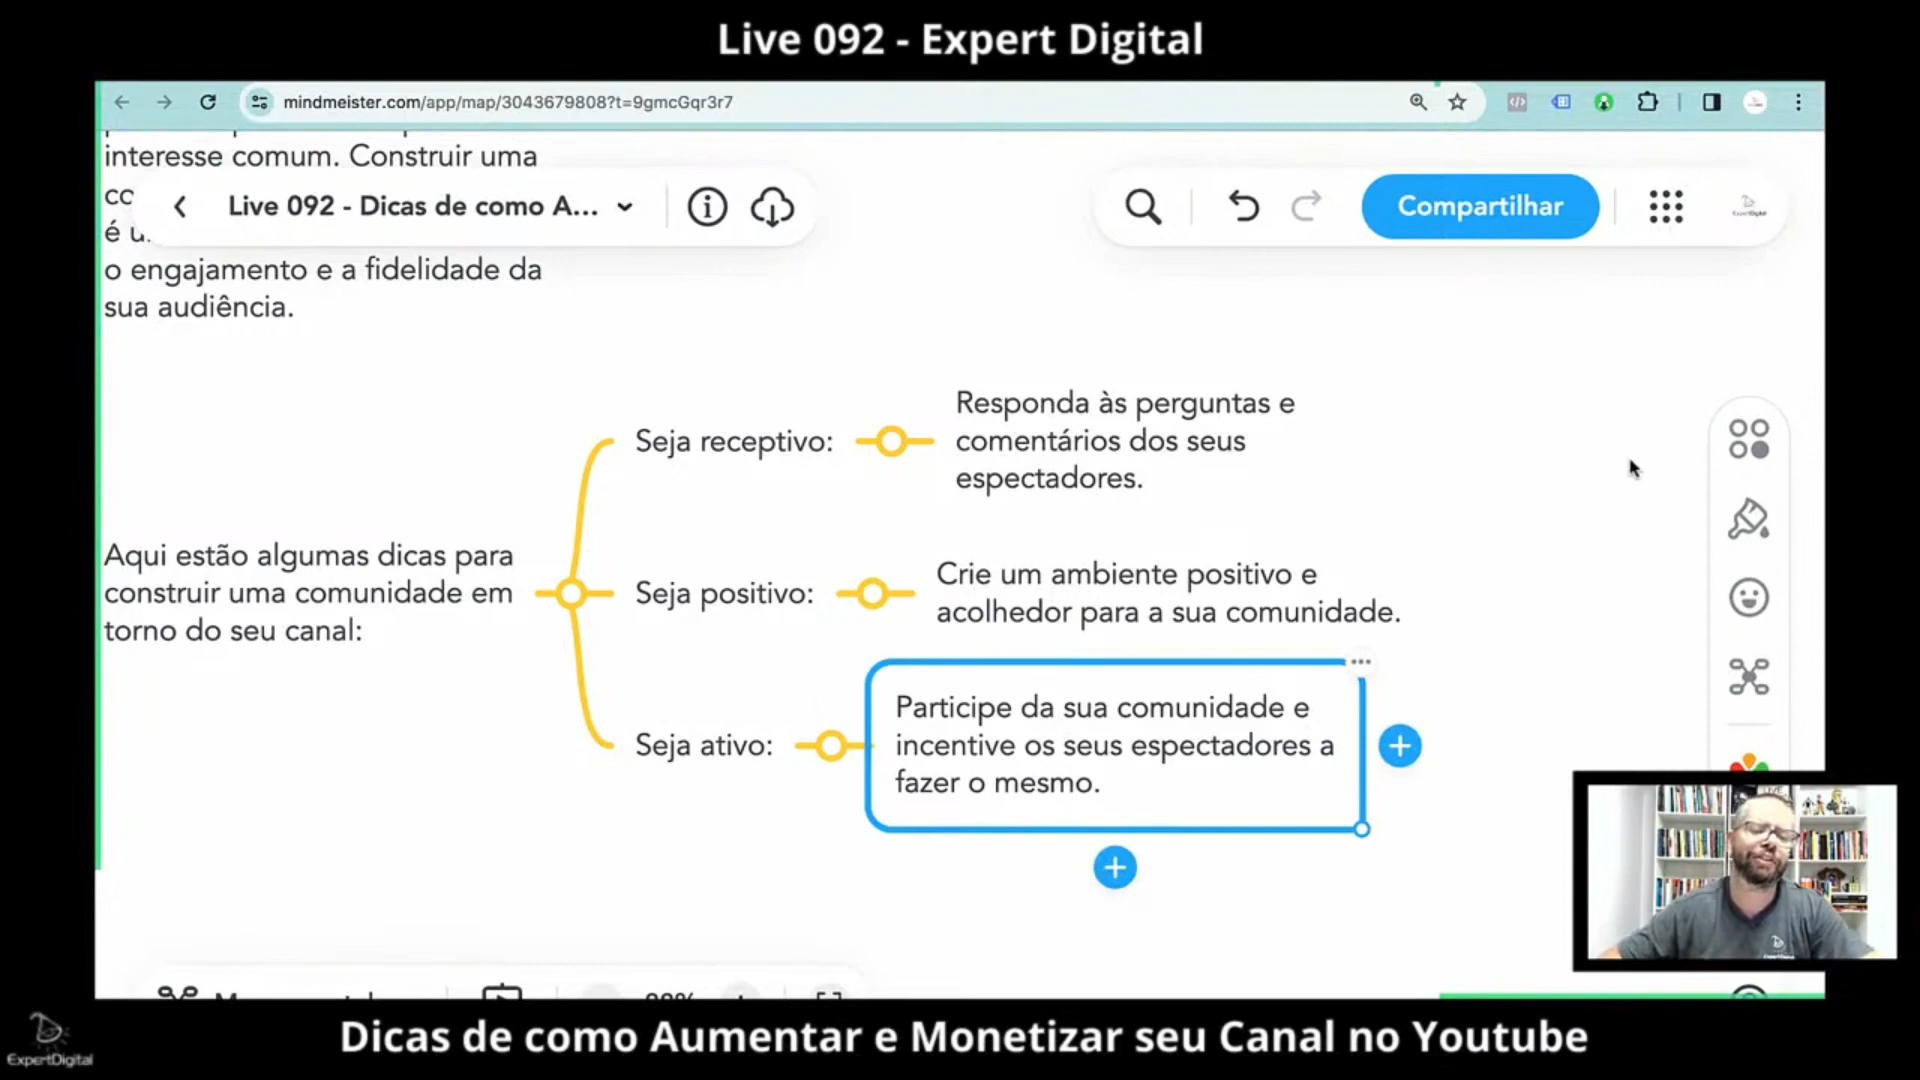 Live 092 - Expert Digital
mindmeister.com/app/map/3043679808?t=9gmcGqr3r7
interesse comum. Construir uma
co
é u
o engajamento e a fidelidade da
sua audiência.
Live 092 - Dicas de como A...
Compartilhar
Responda às perguntas e
comentários dos seus
espectadores.
Seja receptivo:
Aqui estão algumas dicas para
construir uma comunidade em
torno do seu canal:
Seja positivo:
Crie um ambiente positivo e
acolhedor para a sua comunidade.
Seja ativo:
Participe da sua comunidade e
incentive os seus espectadores a
fazer o mesmo.
LIVE
ExpertDigital
Dicas de como Aumentar e Monetizar seu Canal no Youtube